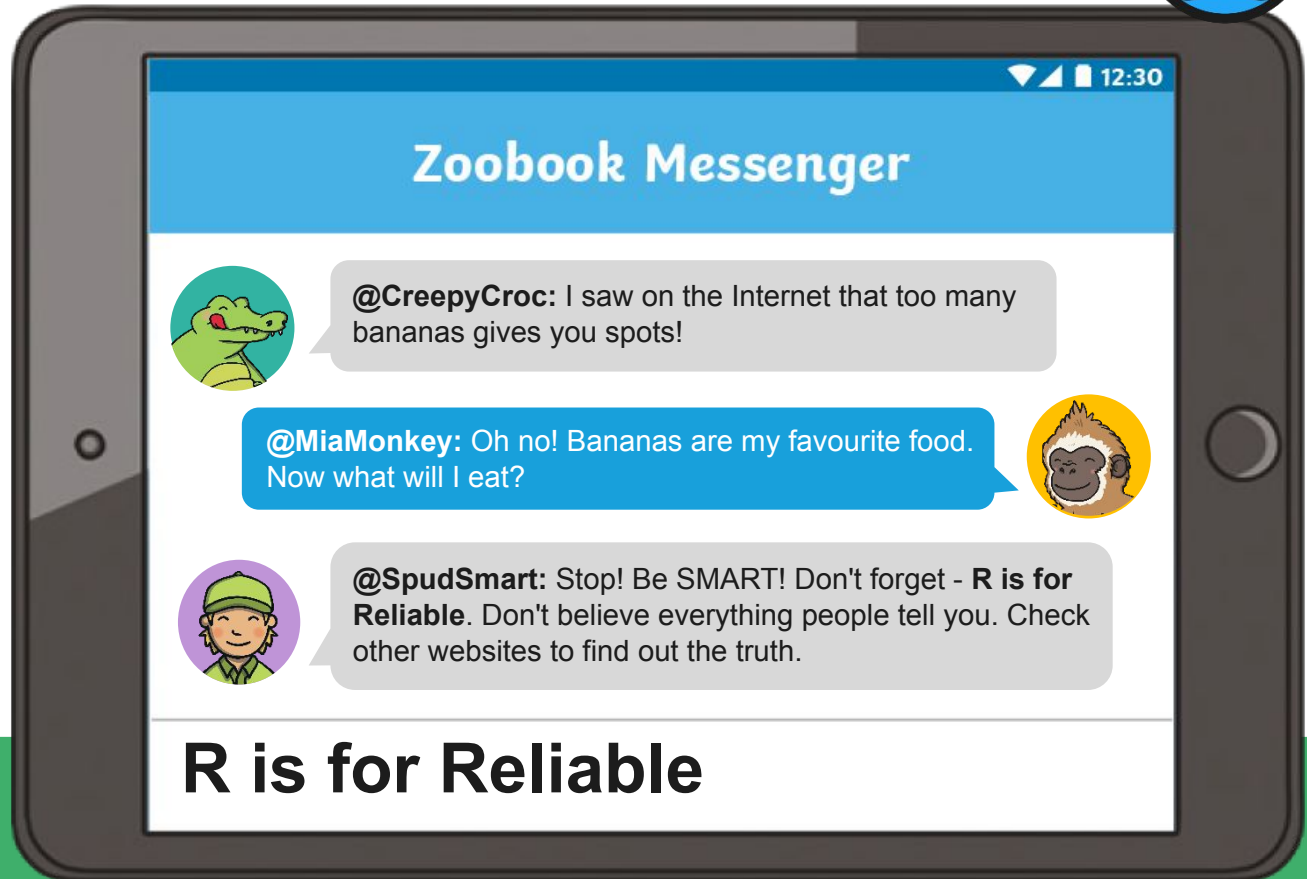 12:30
Zoobook Messenger
@CreepyCroc: I saw on the Internet that too many
bananas gives you spots!
@MiaMonkey: Oh no! Bananas are my favourite food.
Now what will I eat?
@SpudSmart: Stop! Be SMART! Don't forget - R is for
Reliable. Don't believe everything people tell you. Check
other websites to find out the truth.
R is for Reliable